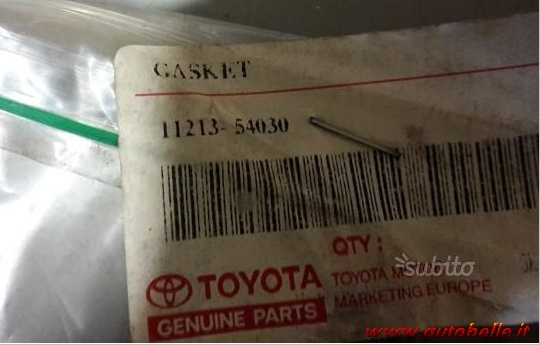 GASKET
11213-54030
QTY:
TOYOTA
TOYOTA
MARKETING EUROPE
GENUINE PARTS
subito
www.autobelle.it